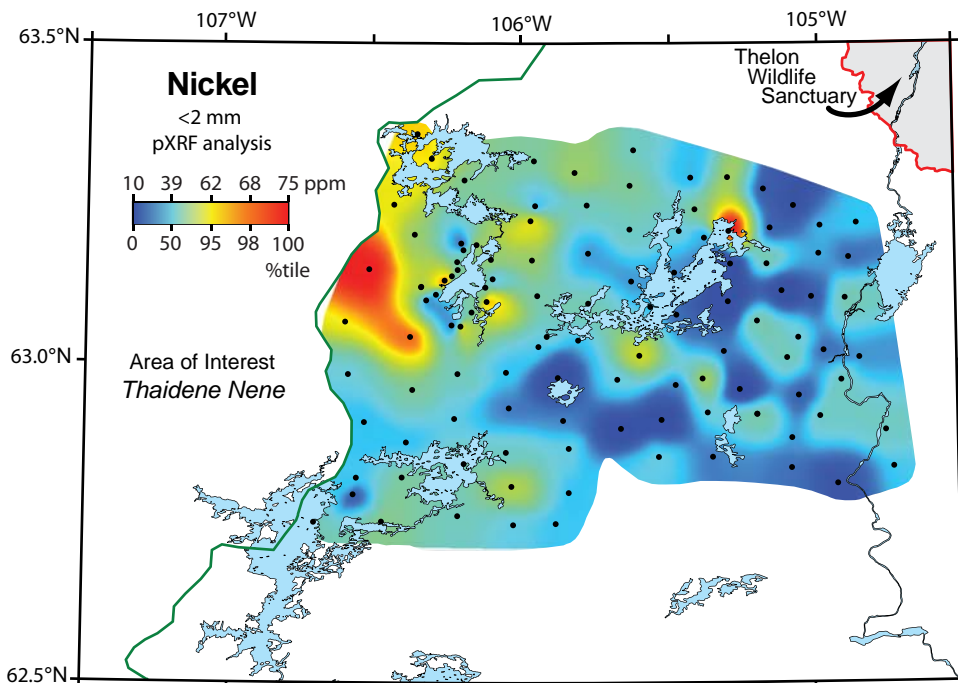 107°W 106°W 105°W
63.5°N
Nickel
<2 mm
pXRF analysis
10 39 62 68 75 ppm
0 50 95 98 100
%tile
Thelon
Wildlife
Sanctuary
63.0°N
Area of Interest
Thaidene Nene
62.5°N